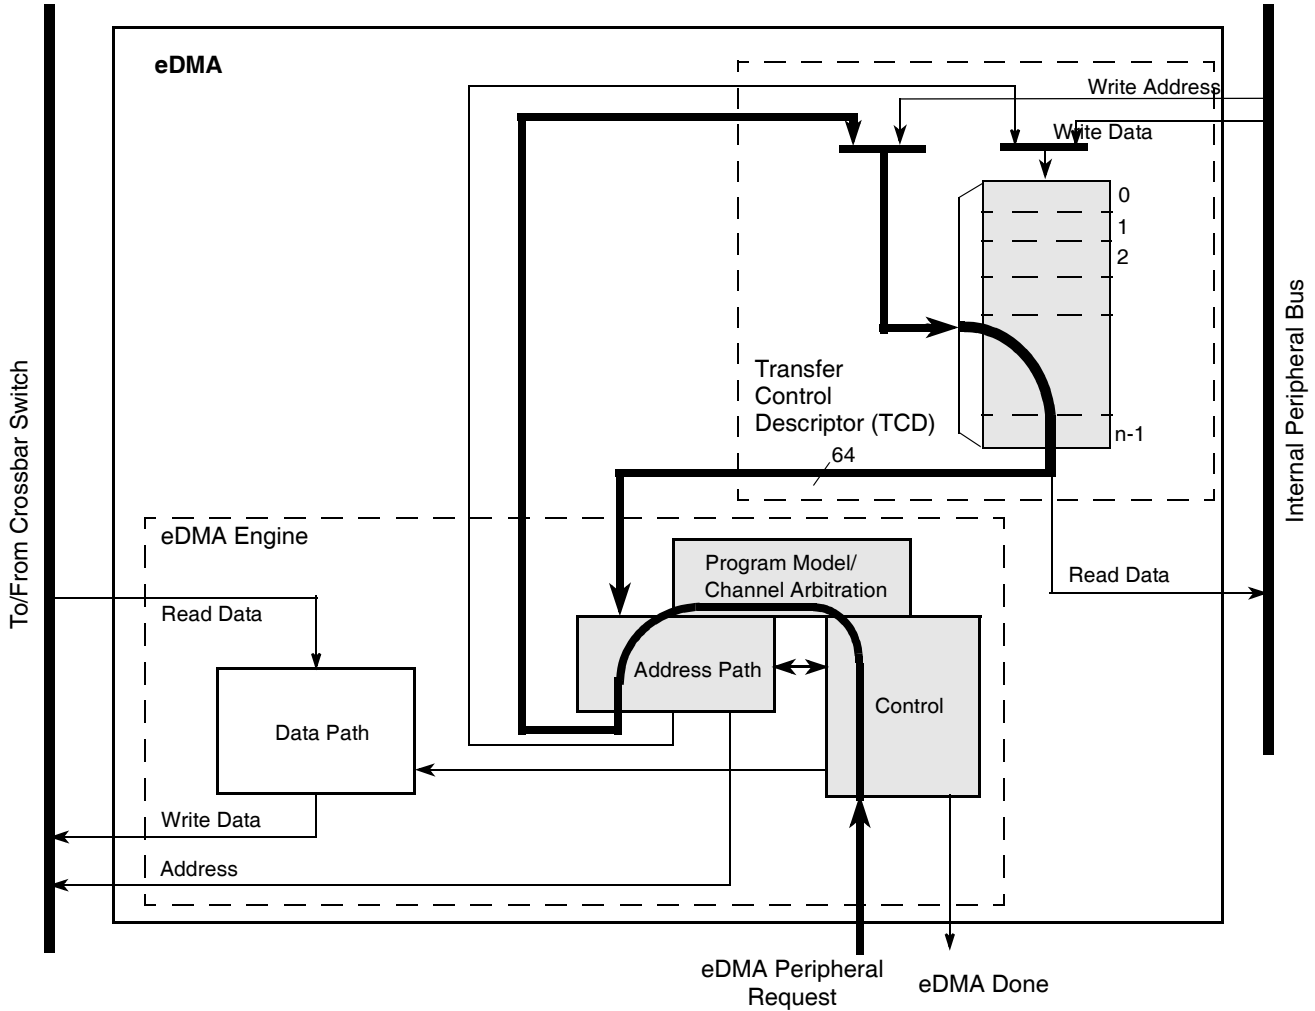 eDMA
Write Address
Write Data
0
1
2
n-1
Transfer
Control
Descriptor (TCD)
64
To/From Crossbar Switch
Internal Peripheral Bus
eDMA Engine
Program Model/
Channel Arbitration
Read Data
Read Data
Address Path
Control
Data Path
Write Data
Address
eDMA Peripheral
Request
eDMA Done